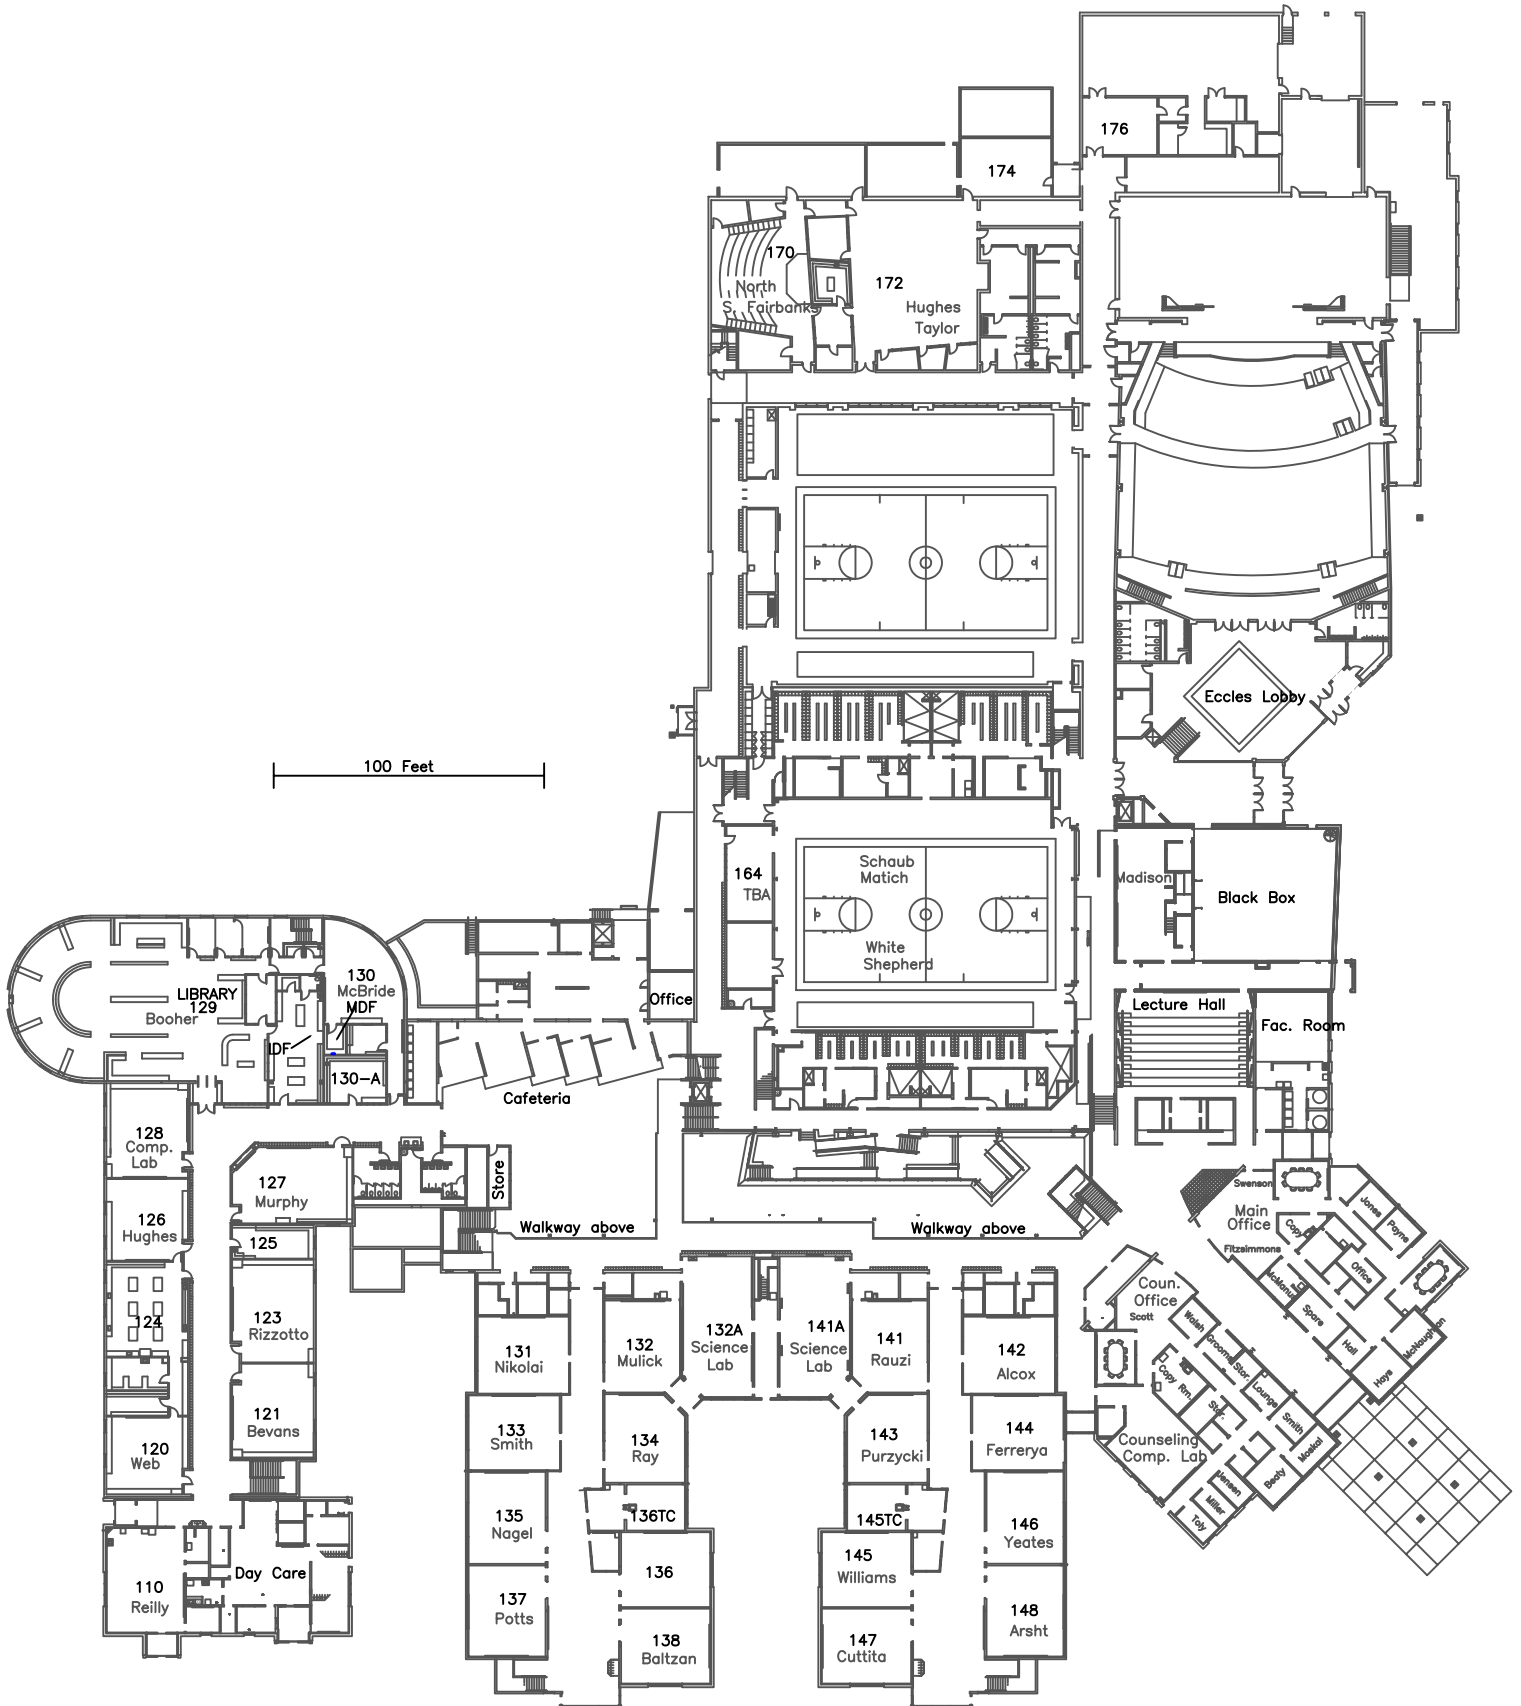 176
174
170
North
S. Fairbanks
172
Hughes
Taylor
Eccles Lobby
100 Feet
Schaub
Matich
164
TBA
White
Shepherd
Madison
Black Box
Lecture Hall
Fac. Room
LIBRARY
129
Booher
130
McBride
MDF
IDF
130-A
Office
Cafeteria
128
Comp.
Lab
127
Murphy
126
Hughes
125
Store
Walkway above
Walkway above
124
123
Rizzotto
121
Bevans
120
Web
110
Reilly
Day Care
131
Nikolai
132
Mulick
132A
Science
Lab
141A
Science
Lab
141
Rauzi
142
Alcox
133
Smith
134
Ray
143
Purzycki
144
Ferrerya
135
Nagel
136TC
145TC
146
Yeates
136
145
Williams
137
Potts
138
Baltzan
147
Cuttita
148
Arsht
Swenson
Main
Office
Fitzsimmons
Copy
Jones
Payne
Office
McManus
Spare
Hall
Haye
McNaughtan
Coun.
Office
Scott
Walsh
Grooms
Stor.
Lounge
Smith
Moskal
Copy Rm.
Stor.
Counseling
Comp. Lab
Beaty
Jensen
Miller
Toly